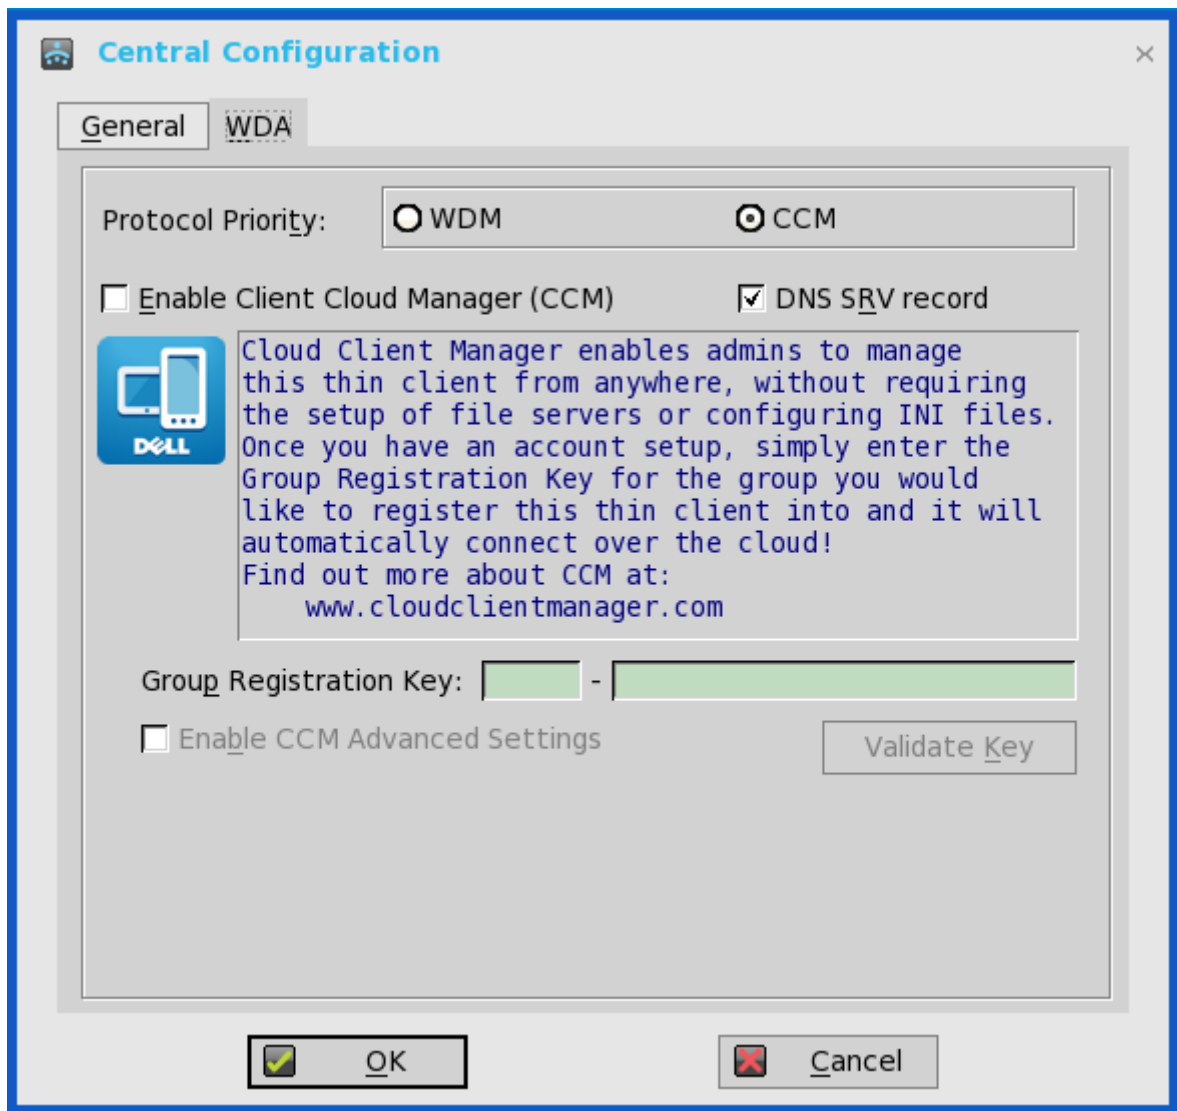 Central Configuration
General WDA
Protocol Priority: WDM CCM
Enable Client Cloud Manager (CCM) DNS SRV record
Cloud Client Manager enables admins to manage
this thin client from anywhere, without requiring
the setup of file servers or configuring INI files.
Once you have an account setup, simply enter the
Group Registration Key for the group you would
like to register this thin client into and it will
automatically connect over the cloud!
Find out more about CCM at:
www.cloudclientmanager.com
DELL
Group Registration Key: -
Enable CCM Advanced Settings Validate Key
OK Cancel